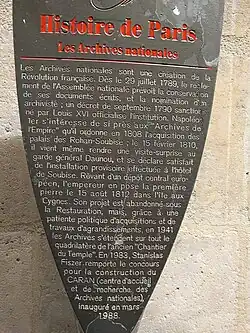 Histoire de Paris
Les Archives nationales
Les Archives nationales sont une création de la
Révolution française. Dès le 29 juillet 1789, le règle-
ment de l'Assemblée nationale prévoit la conservation
de ses documents, écrits, et la nomination d'un
archiviste ; un décret du 7 septembre 1790 sanction-
né par Louis XVI officialise l'institution. Napoléon
Ier s'intéresse de si près aux "Archives de
l'Empire" qu'il ordonne en 1808 l'acquisition des
palais des Rohan-Soubise ; le 15 février 1810,
il vient même rendre une visite-surprise au
garde général Daunou, et se déclare satisfait
de l'installation provisoire effectuée à l'hôtel
de Soubise. Rêvant d'un dépôt central euro-
péen, l'empereur en pose la première
pierre le 15 août 1812 dans l'île aux
Cygnes. Son projet est abandonné sous
la Restauration, mais, grâce à une
patiente politique d'acquisitions et de
travaux d'agrandissements, en 1941
les Archives s'étendent sur tout le
quadrilatère de l'ancien "Chantier
du Temple". En 1983, Stanislas
Fiszer remporte le concours
pour la construction du
CARAN (centre d'accueil
et de recherche des
Archives nationales),
inauguré en mars
1988.